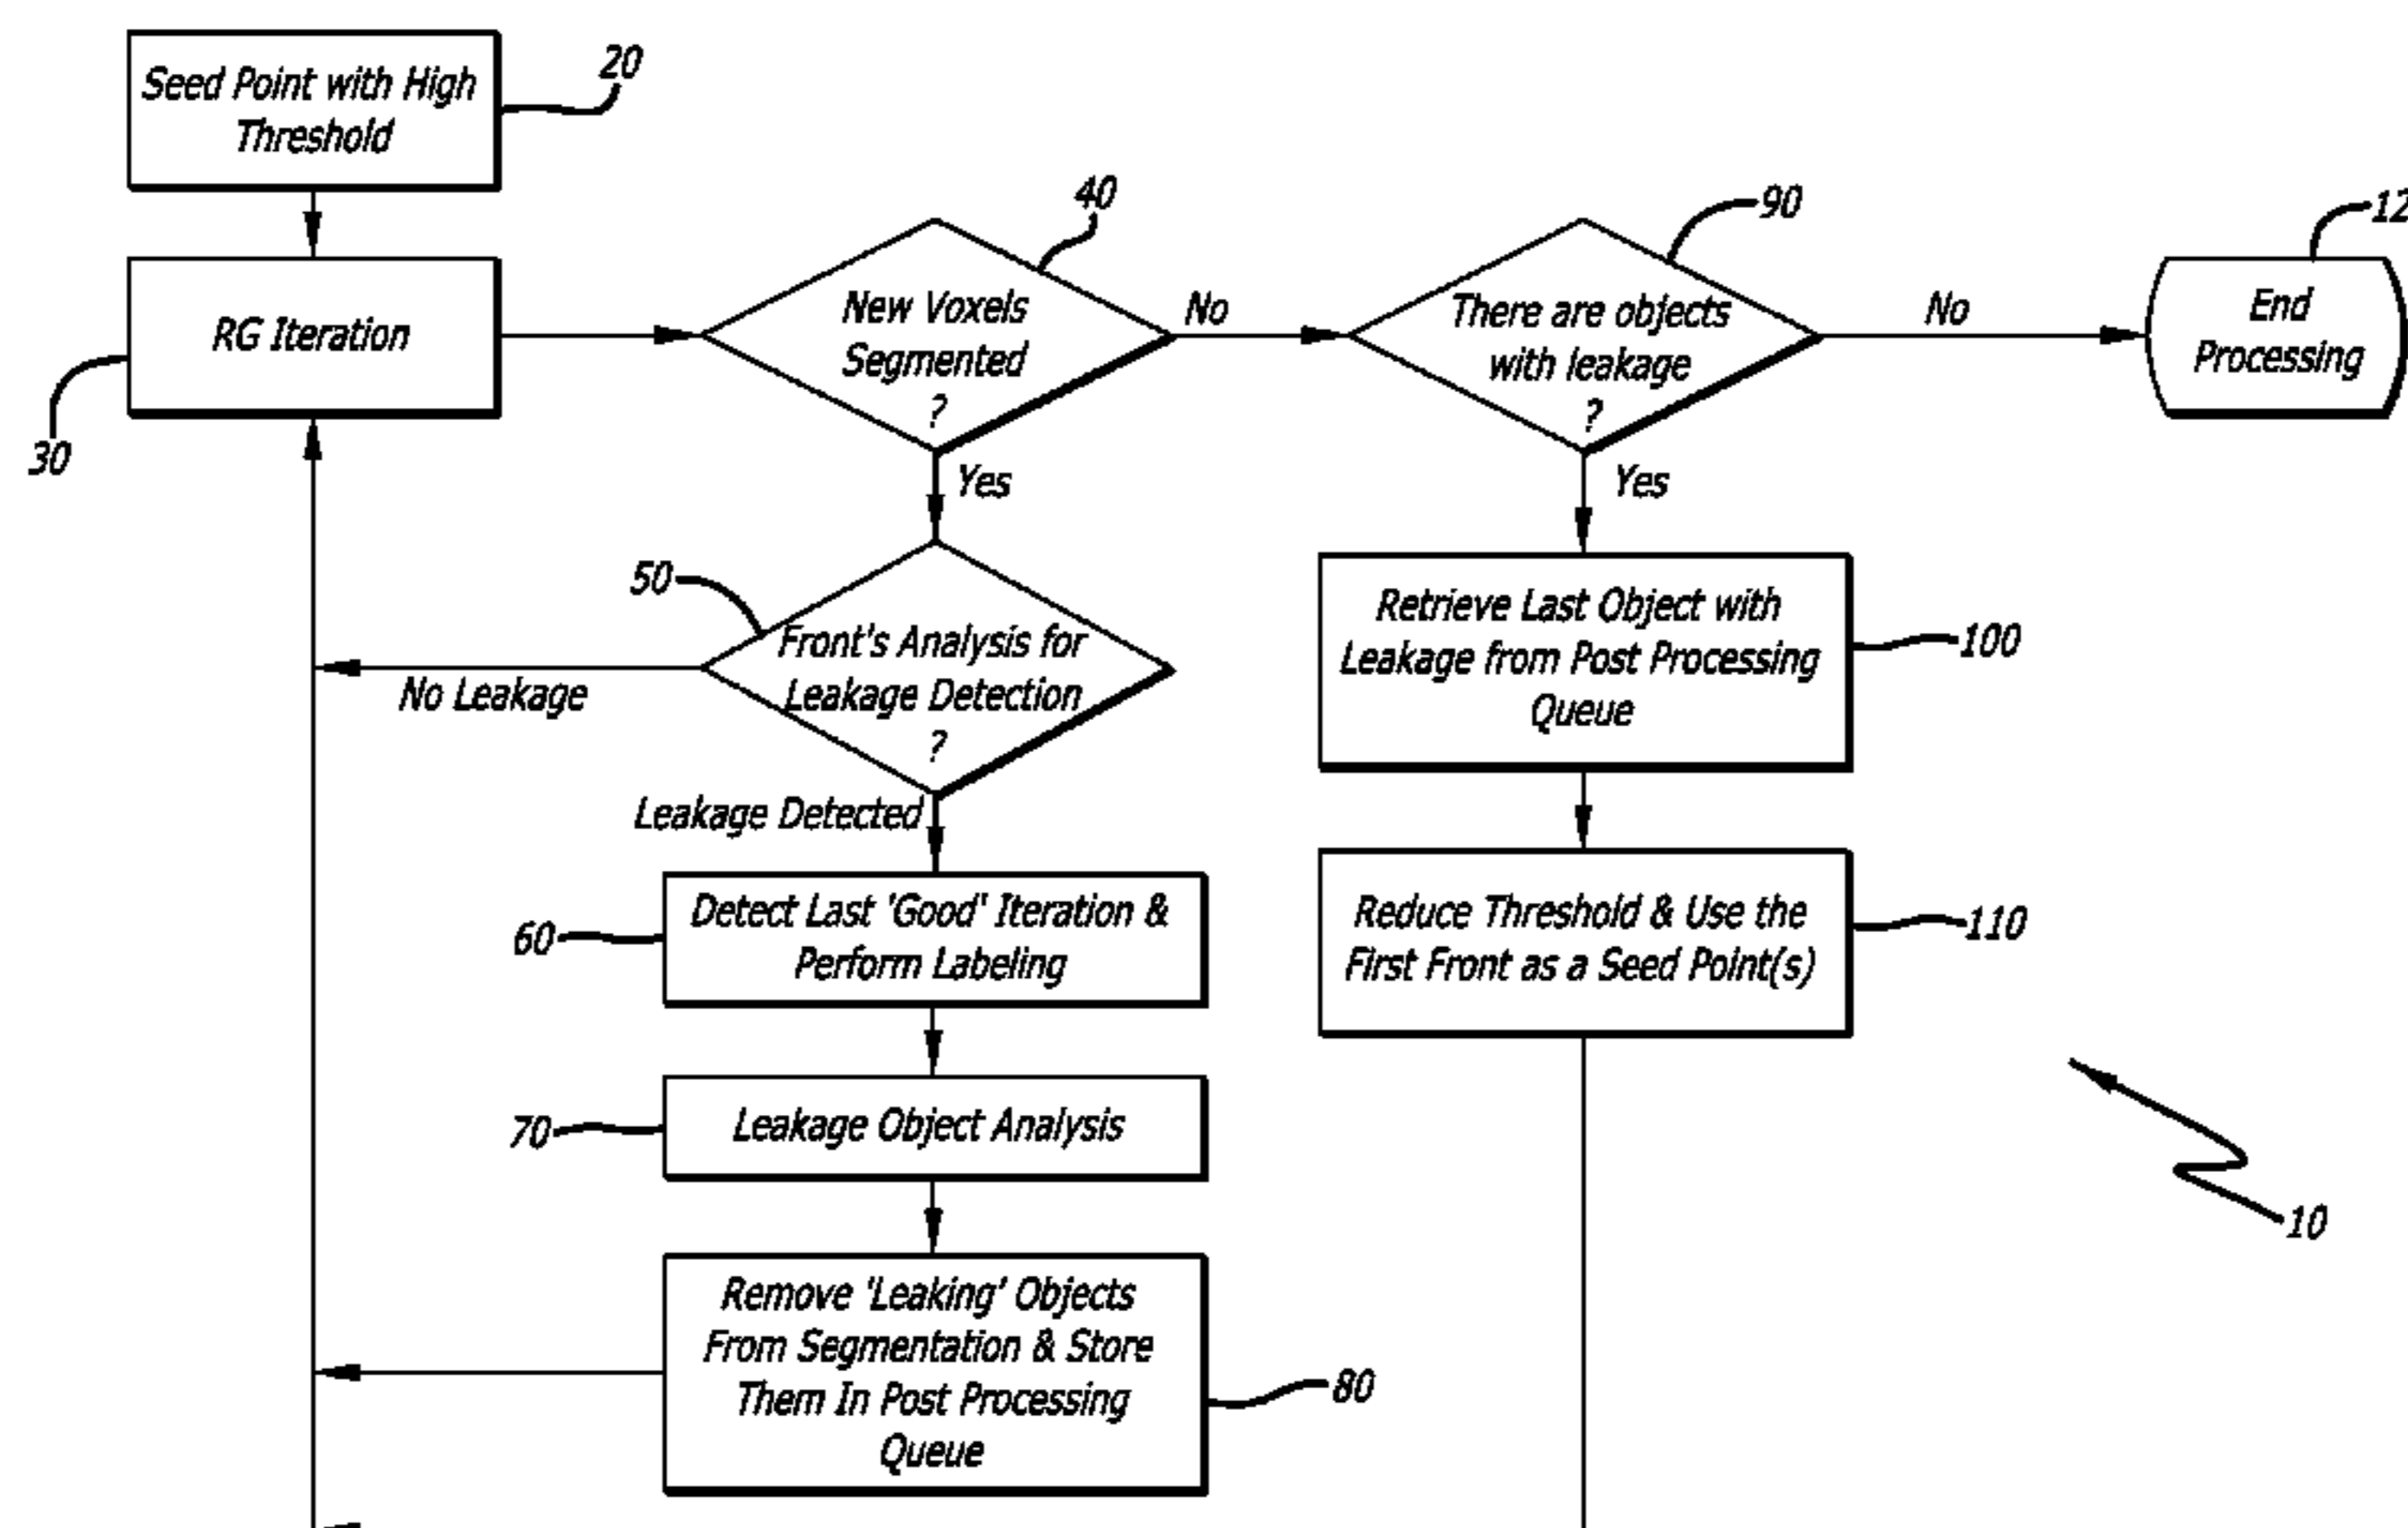 Seed Point with High
Threshold
20
RG Iteration
30
New Voxels
Segmented
?
40
No
Yes
There are objects
with leakage
?
90
No
Yes
End
Processing
12
Front's Analysis for
Leakage Detection
?
50
No Leakage
Leakage Detected
Detect Last 'Good" Iteration &
Perform Labeling
60
Leakage Object Analysis
70
Remove 'Leaking' Objects
From Segmentation & Store
Them In Post Processing
Queue
80
Retrieve Last Object with
Leakage from Post Processing
Queue
100
Reduce Threshold & Use the
First Front as a Seed Point(s)
110
10